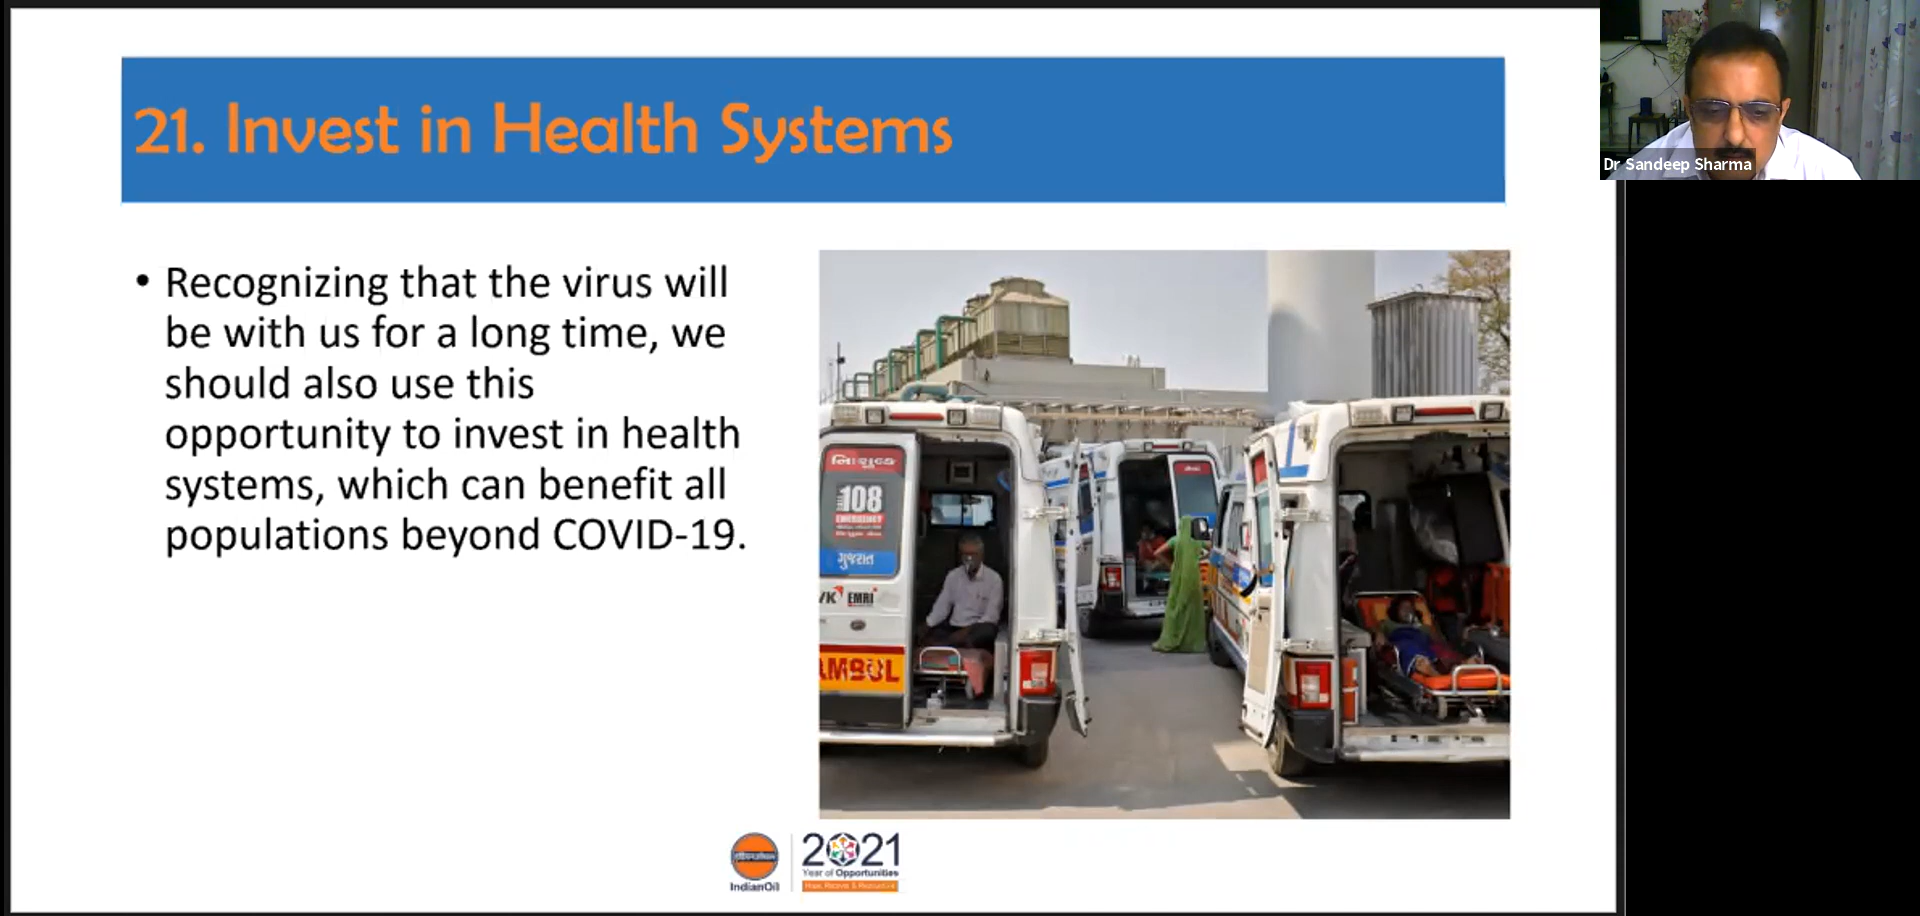 21. Invest in Health Systems
Dr Sandeep Sharma
• Recognizing that the virus will
be with us for a long time, we
should also use this
opportunity to invest in health
systems, which can benefit all
populations beyond COVID-19.
108
EMERGENCY
ગુજરાત
EMRI
AMBUL
IndianOil
2021
Year of Opportunities